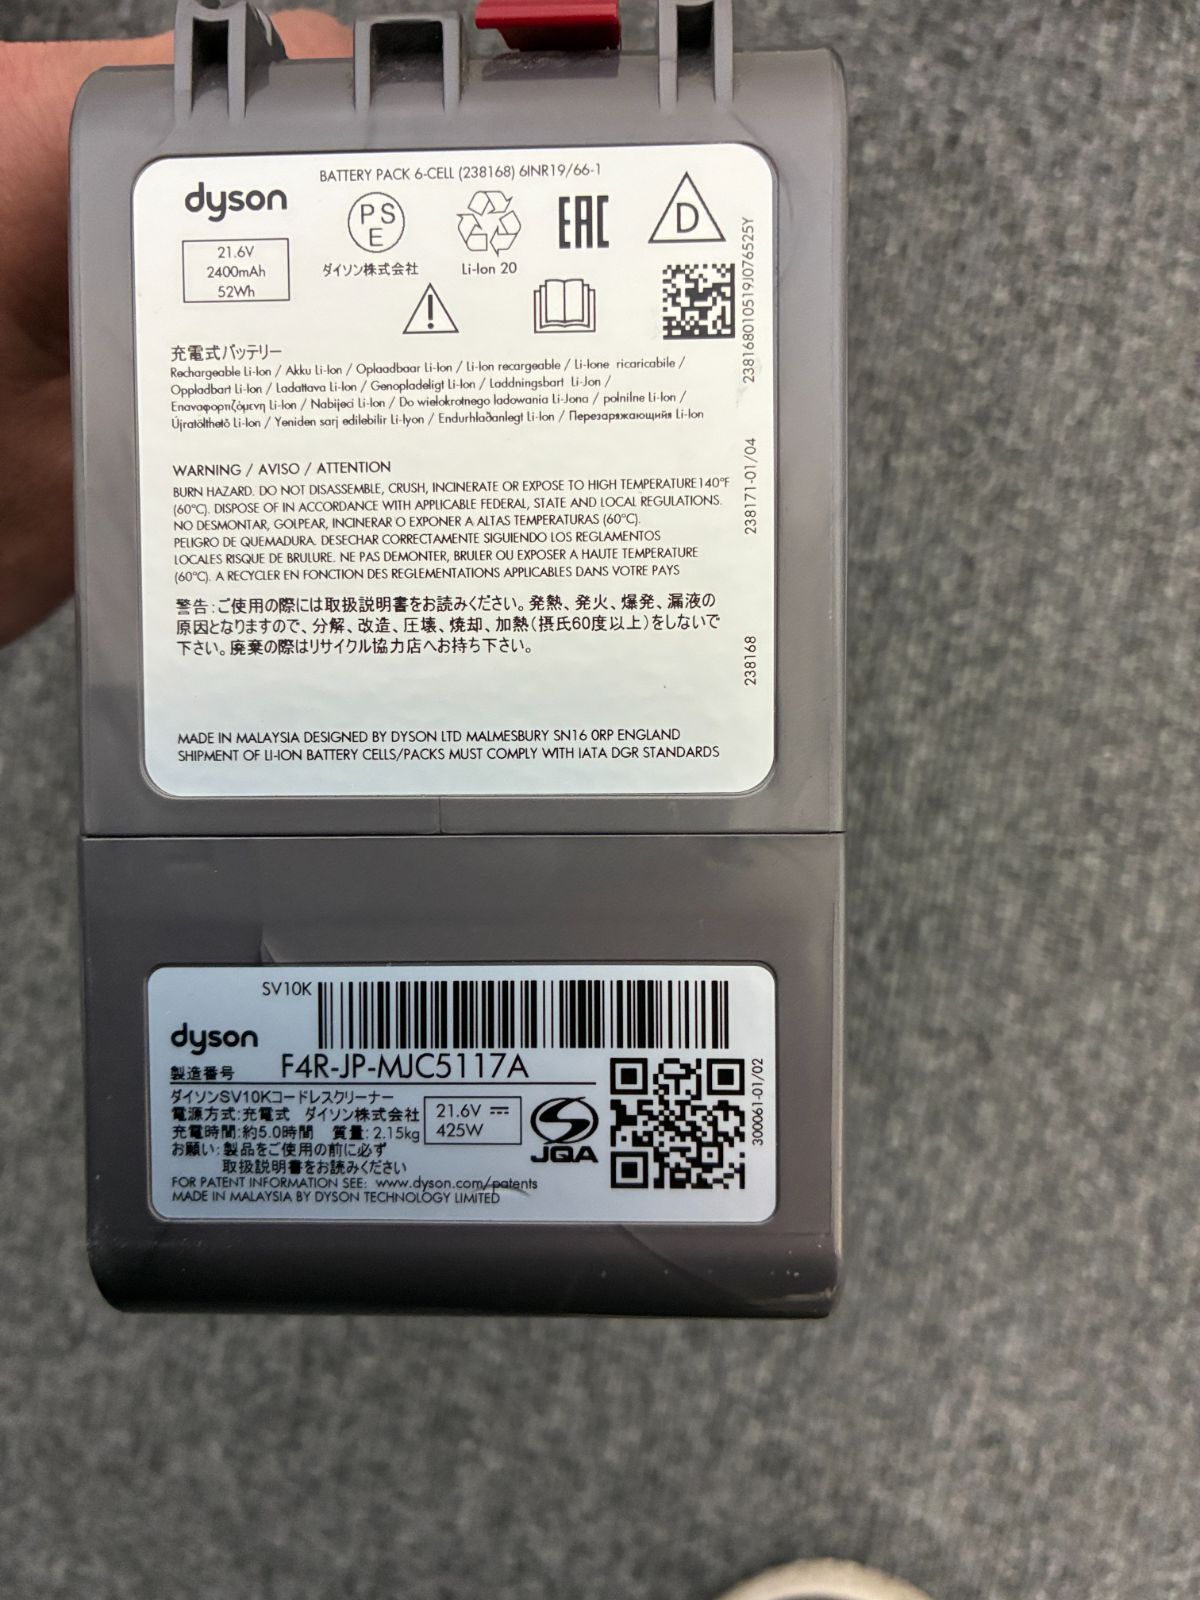 BATTERY PACK 6-CELL (238168) 6INR19/66-1
dyson
PSE
EAC
D
21.6V
2400mAh
52Wh
ダイソン株式会社
Li-Ion 20
238168010519J076525Y
充電式バッテリー
Rechargeable Li-Ion / Akku Li-Ion / Oplaadbaar Li-Ion / Li-Ion recargeable / Li-Ione ricaricabile /
Oppladbart Li-Ion / Ladattava Li-Ion / Genopladeligt Li-Ion / Laddningsbart Li-Jon /
Επαναφορτιζόμενη Li-Ion / Nabíjecí Li-Ion / Do wielokrotnego ladowania Li-Jona / polnilne Li-Ion /
Újratölthető Li-Ion / Yeniden sarj edilebilir Li-Iyon / Endurhlaðanlegt Li-Ion / Перезаряжающийя Li-Ion
WARNING / AVISO / ATTENTION
BURN HAZARD. DO NOT DISASSEMBLE, CRUSH, INCINERATE OR EXPOSE TO HIGH TEMPERATURE 140°F
(60°C). DISPOSE OF IN ACCORDANCE WITH APPLICABLE FEDERAL, STATE AND LOCAL REGULATIONS.
NO DESMONTAR, GOLPEAR, INCINERAR O EXPONER A ALTAS TEMPERATURAS (60°C).
PELIGRO DE QUEMADURA. DESECHAR CORRECTAMENTE SIGUIENDO LOS REGLAMENTOS
LOCALES RISQUE DE BRULURE. NE PAS DEMONTER, BRULER OU EXPOSER A HAUTE TEMPERATURE
(60°C). A RECYCLER EN FONCTION DES REGLEMENTATIONS APPLICABLES DANS VOTRE PAYS
238171-01/04
警告:ご使用の際には取扱説明書をお読みください。発熱、発火、爆発、漏液の
原因となりますので、分解、改造、圧壊、焼却、加熱(摂氏60度以上)をしないで
下さい。廃棄の際はリサイクル協力店へお持ち下さい。
238168
MADE IN MALAYSIA DESIGNED BY DYSON LTD MALMESBURY SN16 0RP ENGLAND
SHIPMENT OF LI-ION BATTERY CELLS/PACKS MUST COMPLY WITH IATA DGR STANDARDS
SV10K
dyson
製造番号 F4R-JP-MJC5117A
ダイソンSV10Kコードレスクリーナー
電源方式:充電式 ダイソン株式会社
充電時間:約5.0時間 質量:2.15kg
21.6V ⎓
425W
JQA
お願い:製品をご使用の前に必ず
取扱説明書をお読みください
FOR PATENT INFORMATION SEE: www.dyson.com/patents
MADE IN MALAYSIA BY DYSON TECHNOLOGY LIMITED
300061-01/02